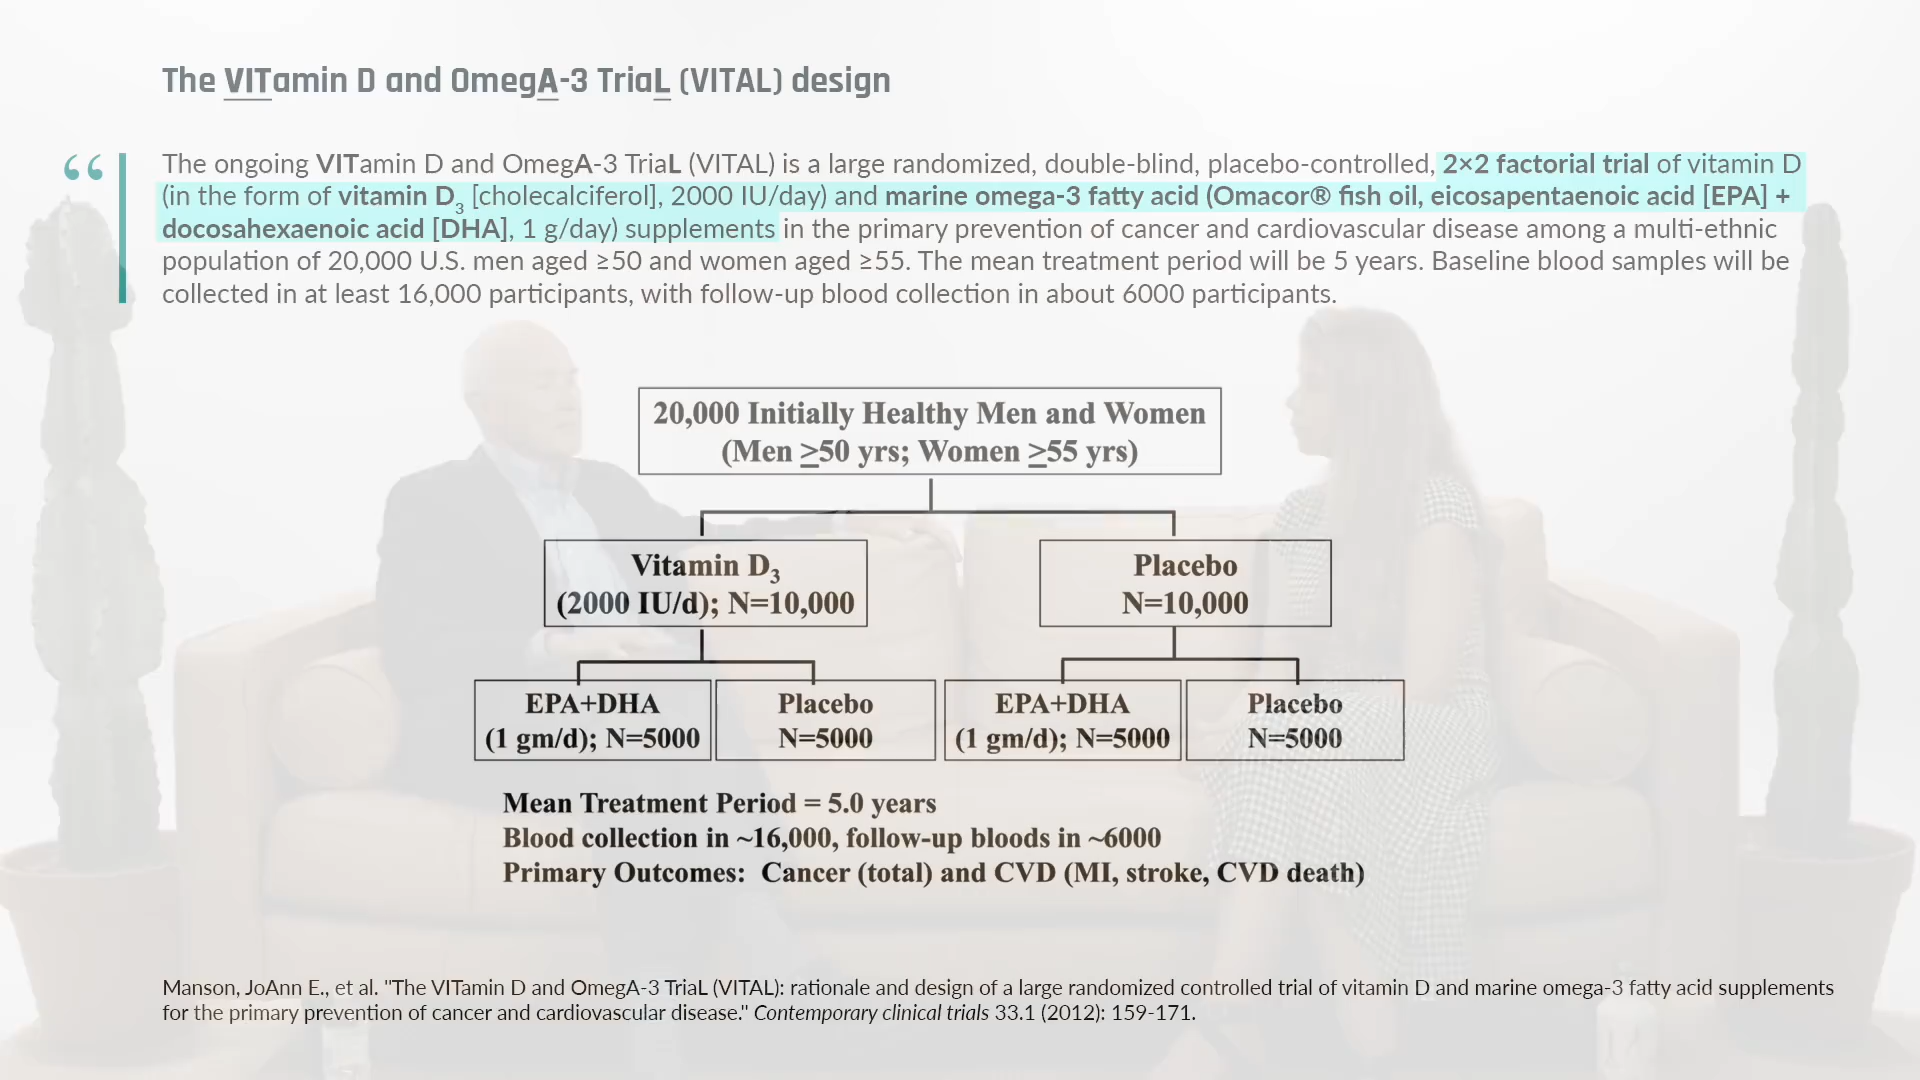 The VITamin D and OmegA-3 TriaL (VITAL) design
“
The ongoing VITamin D and OmegA-3 TriaL (VITAL) is a large randomized, double-blind, placebo-controlled, 2×2 factorial trial of vitamin D
(in the form of vitamin D₃ [cholecalciferol], 2000 IU/day) and marine omega-3 fatty acid (Omacor® fish oil, eicosapentaenoic acid [EPA] +
docosahexaenoic acid [DHA], 1 g/day) supplements in the primary prevention of cancer and cardiovascular disease among a multi-ethnic
population of 20,000 U.S. men aged ≥50 and women aged ≥55. The mean treatment period will be 5 years. Baseline blood samples will be
collected in at least 16,000 participants, with follow-up blood collection in about 6000 participants.
20,000 Initially Healthy Men and Women
(Men ≥50 yrs; Women ≥55 yrs)
Vitamin D₃
(2000 IU/d); N=10,000
Placebo
N=10,000
EPA+DHA
(1 gm/d); N=5000
Placebo
N=5000
EPA+DHA
(1 gm/d); N=5000
Placebo
N=5000
Mean Treatment Period = 5.0 years
Blood collection in ~16,000, follow-up bloods in ~6000
Primary Outcomes: Cancer (total) and CVD (MI, stroke, CVD death)
Manson, JoAnn E., et al. "The VITamin D and OmegA-3 TriaL (VITAL): rationale and design of a large randomized controlled trial of vitamin D and marine omega-3 fatty acid supplements
for the primary prevention of cancer and cardiovascular disease." Contemporary clinical trials 33.1 (2012): 159-171.